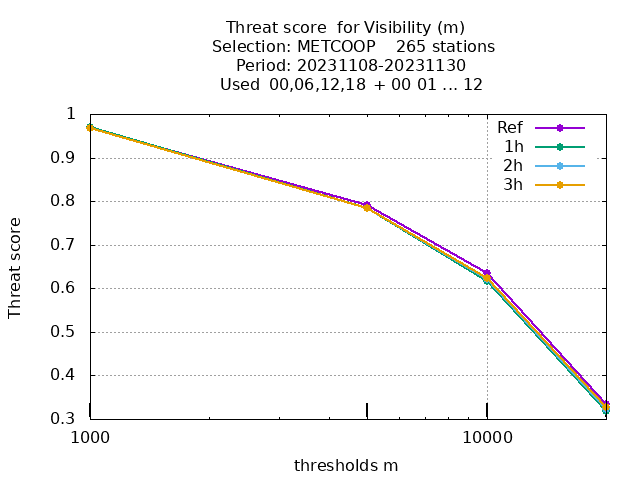 Threat score  for Visibility (m)
Selection: METCOOP    265 stations
Period: 20231108-20231130
Used 00,06,12,18 + 00 01 ... 12
Threat score
1
0.9
0.8
0.7
0.6
0.5
0.4
0.3
1000
10000
thresholds m
Ref
1h
2h
3h